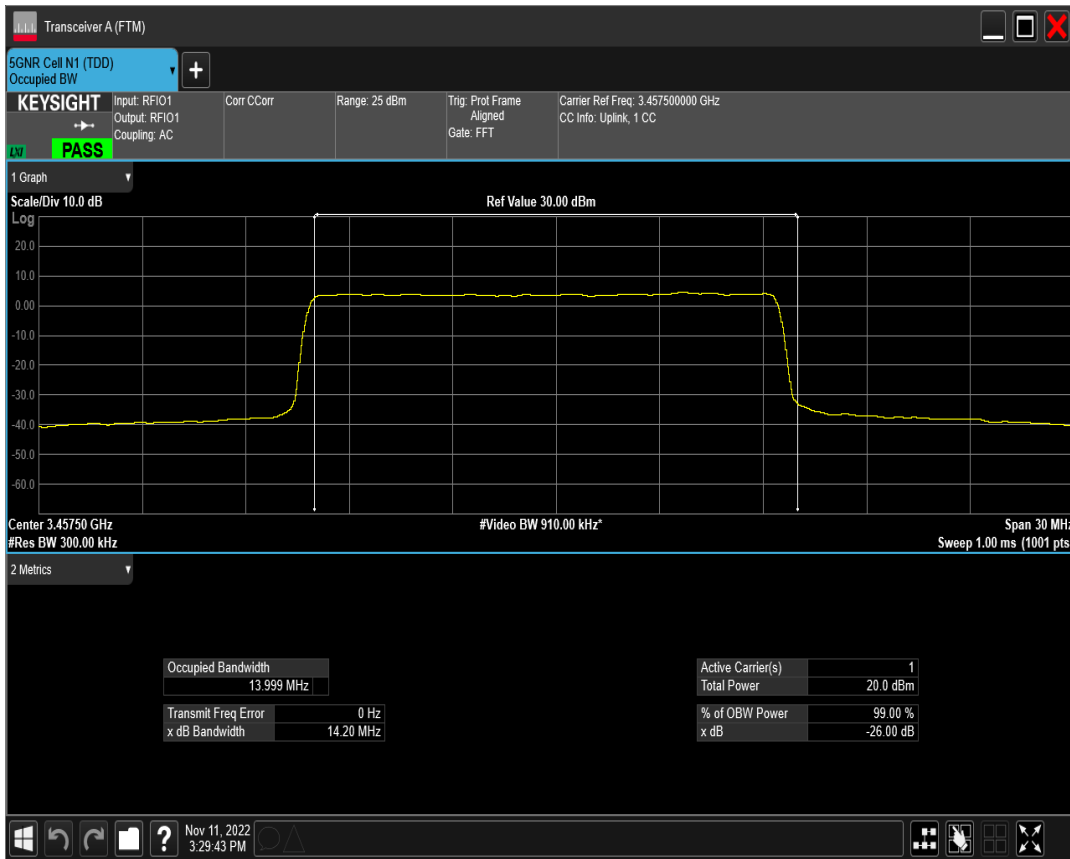 Transceiver A (FTM)
5GNR Cell N1 (TDD)
Occupied BW
+
KEYSIGHT
LXI
PASS
Input: RFIO1
Output: RFIO1
Coupling: AC
Corr CCorr
Range: 25 dBm
Trig: Prot Frame
Aligned
Gate: FFT
Carrier Ref Freq: 3.457500000 GHz
CC Info: Uplink, 1 CC
1 Graph
Scale/Div 10.0 dB
Ref Value 30.00 dBm
Log
20.0
10.0
0.00
-10.0
-20.0
-30.0
-40.0
-50.0
-60.0
Center 3.45750 GHz
#Video BW 910.00 kHz*
Span 30 MHz
#Res BW 300.00 kHz
Sweep 1.00 ms (1001 pts
2 Metrics
Occupied Bandwidth
13.999 MHz
Transmit Freq Error 0 Hz
x dB Bandwidth 14.20 MHz
Active Carrier(s) 1
Total Power 20.0 dBm
% of OBW Power 99.00 %
x dB -26.00 dB
?
Nov 11, 2022
3:29:43 PM